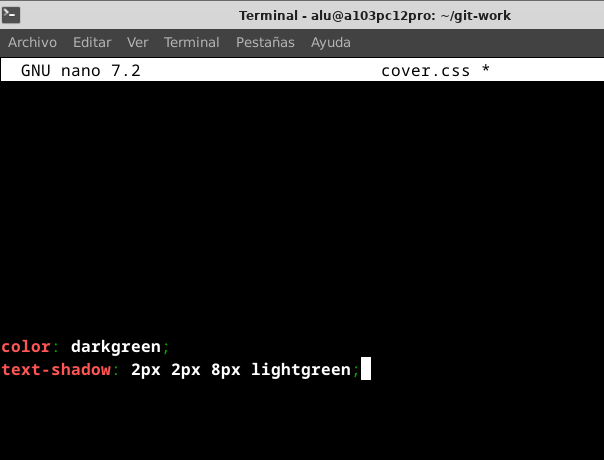 Terminal - alu@a103pc12pro: ~/git-work
Archivo Editar Ver Terminal Pestañas Ayuda
GNU nano 7.2 cover.css *
color: darkgreen;
text-shadow: 2px 2px 8px lightgreen;